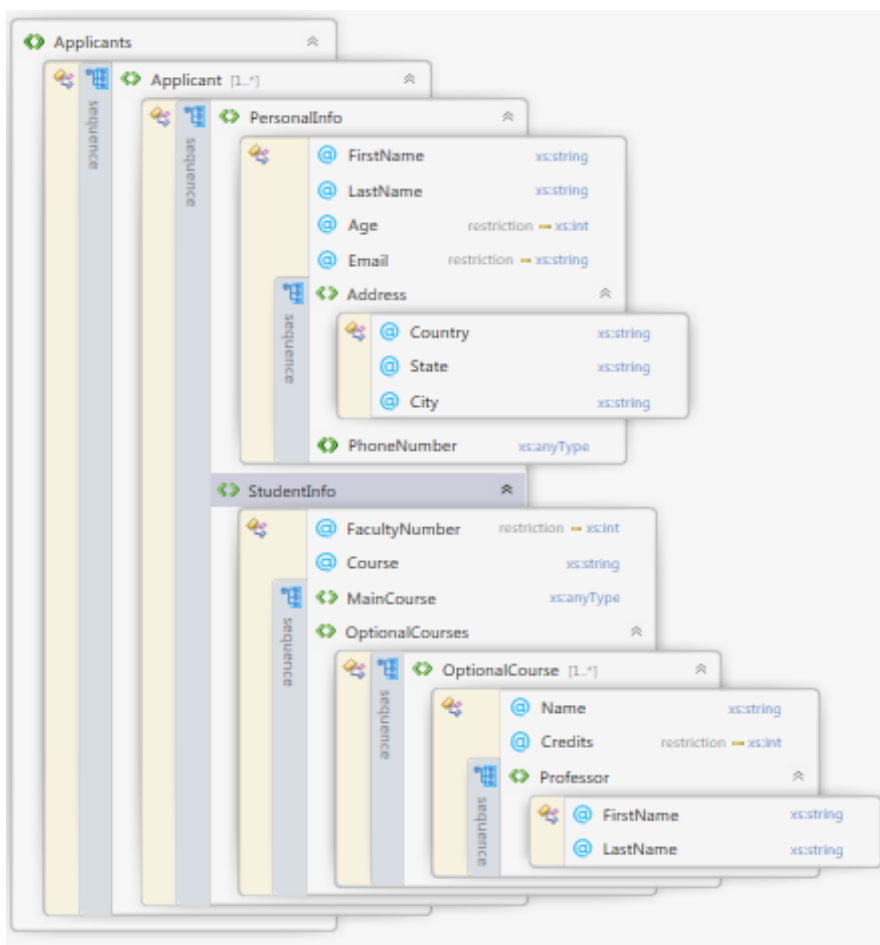 Applicants
Applicant [1..*]
sequence
PersonalInfo
sequence
@ FirstName xs:string
@ LastName xs:string
@ Age restriction xs:int
@ Email restriction xs:string
Address
sequence
@ Country xs:string
@ State xs:string
@ City xs:string
PhoneNumber xs:anyType
StudentInfo
@ FacultyNumber restriction xs:int
@ Course xs:string
MainCourse xs:anyType
sequence
OptionalCourses
OptionalCourse [1..*]
sequence
@ Name xs:string
@ Credits restriction xs:int
Professor
sequence
@ FirstName xs:string
@ LastName xs:string